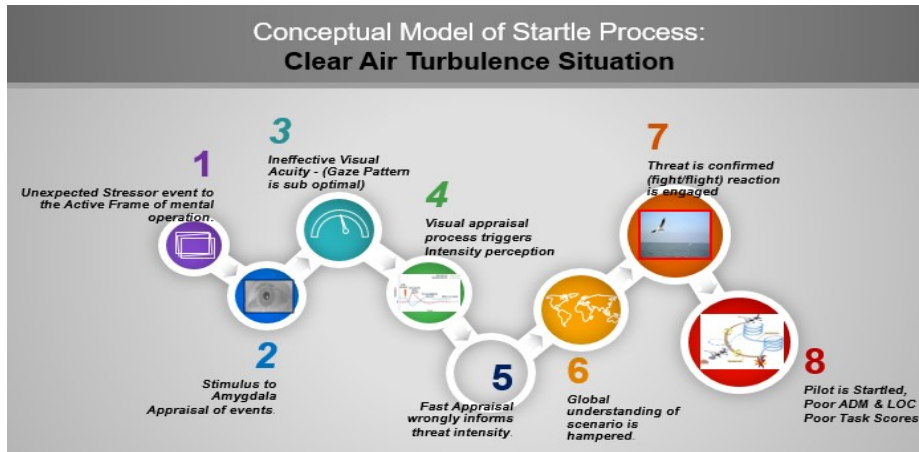 Conceptual Model of Startle Process:
Clear Air Turbulence Situation
1
Unexpected Stressor event to
the Active Frame of mental
operation.
2
Stimulus to
Amygdala
Appraisal of events.
3
Ineffective Visual
Acuity - (Gaze Pattern
is sub optimal)
4
Visual appraisal
process triggers
Intensity perception
5
Fast Appraisal
wrongly informs
threat intensity.
6
Global
understanding of
scenario is
hampered.
7
Threat is confirmed
(fight/flight) reaction
is engaged
8
Pilot is Startled,
Poor ADM & LOC
Poor Task Scores